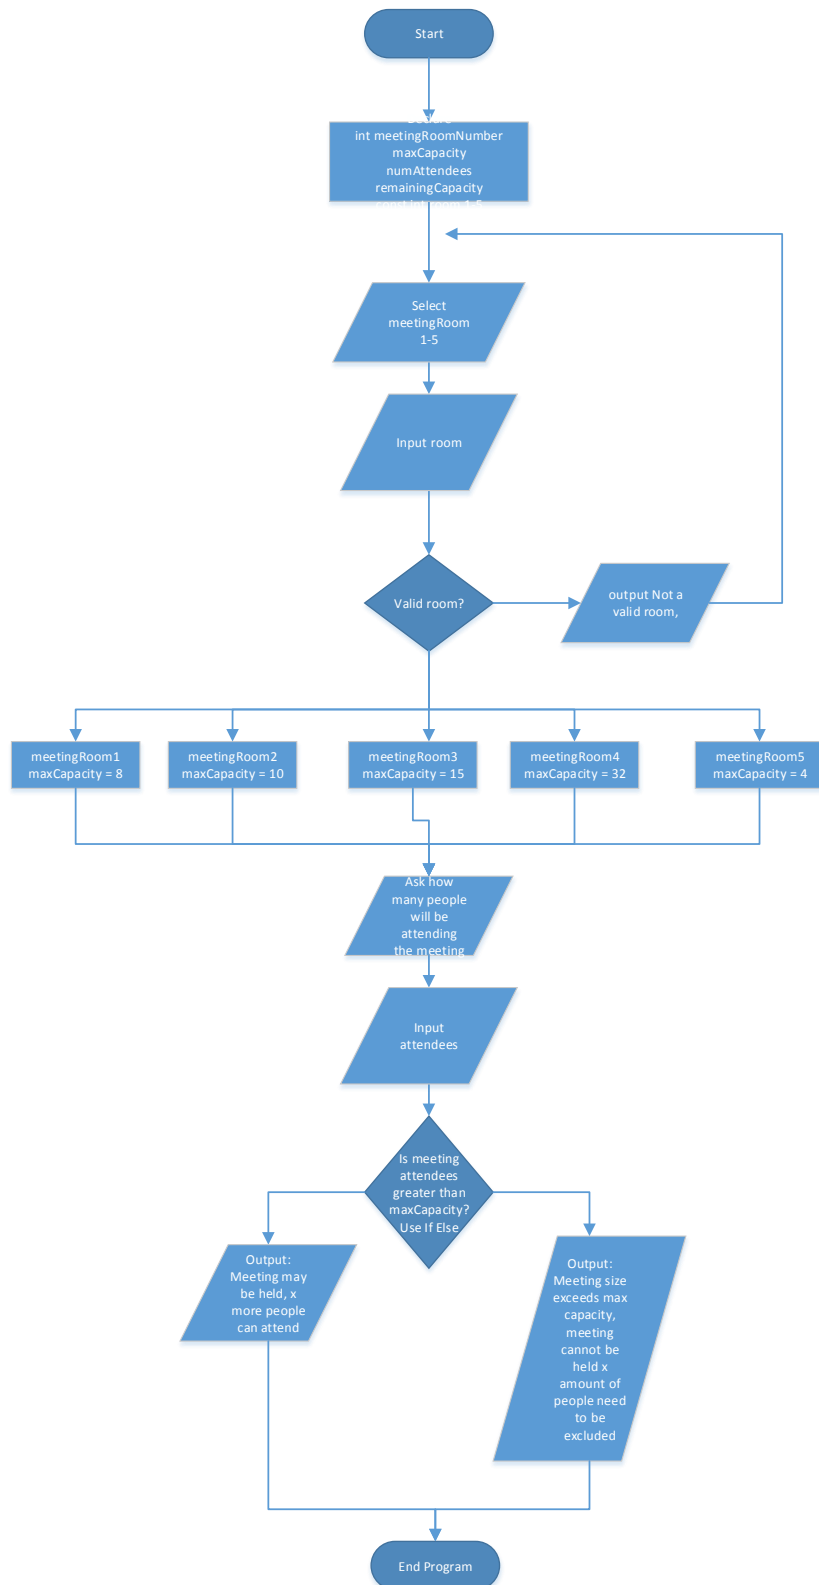 Start
int meetingRoomNumber
maxCapacity
numAttendees
remainingCapacity
Select
meetingRoom
1-5
Input room
Valid room?
output Not a
valid room,
meetingRoom1
maxCapacity = 8
meetingRoom2
maxCapacity = 10
meetingRoom3
maxCapacity = 15
meetingRoom4
maxCapacity = 32
meetingRoom5
maxCapacity = 4
Ask how
many people
will be
attending
the meeting
Input
attendees
Is meeting
attendees
greater than
maxCapacity?
Use If Else
Output:
Meeting may
be held, x
more people
can attend
Output:
Meeting size
exceeds max
capacity,
meeting
cannot be
held x
amount of
people need
to be
excluded
End Program